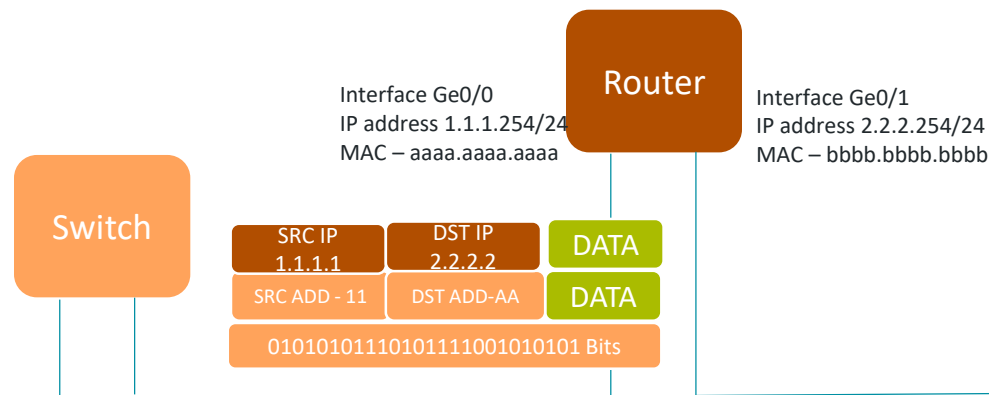 Router
Interface Ge0/0
IP address 1.1.1.254/24
MAC – aaaa.aaaa.aaaa
Interface Ge0/1
IP address 2.2.2.254/24
MAC – bbbb.bbbb.bbbb
Switch
SRC IP
1.1.1.1
DST IP
2.2.2.2
DATA
SRC ADD - 11
DST ADD-AA
DATA
01010101110101111001010101 Bits